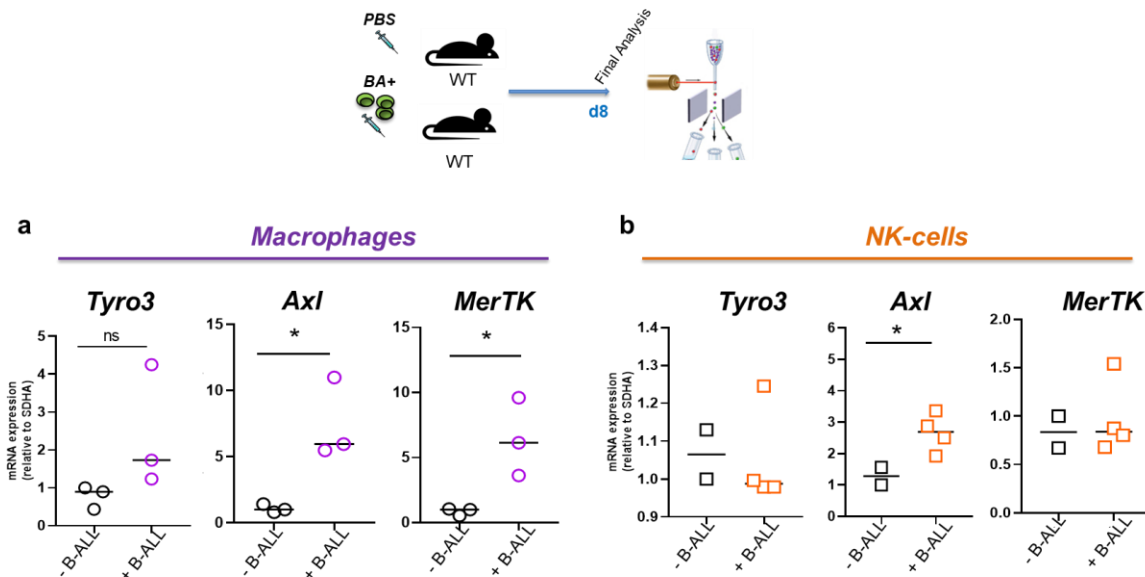 PBS
WT
BA+
WT
d8
Final Analysis
a
Macrophages
Tyro3
Axl
MerTK
mRNA expression
(relative to SDHA)
5
4
3
2
1
0
ns
- B-ALL
+ B-ALL
15
10
5
0
*
- B-ALL
+ B-ALL
15
10
5
0
*
- B-ALL
+ B-ALL
b
NK-cells
Tyro3
Axl
MerTK
mRNA expression
(relative to SDHA)
1.4
1.3
1.2
1.1
1.0
0.9
- B-ALL
+ B-ALL
6
5
4
3
2
1
0
*
- B-ALL
+ B-ALL
2.0
1.5
1.0
0.5
0.0
- B-ALL
+ B-ALL